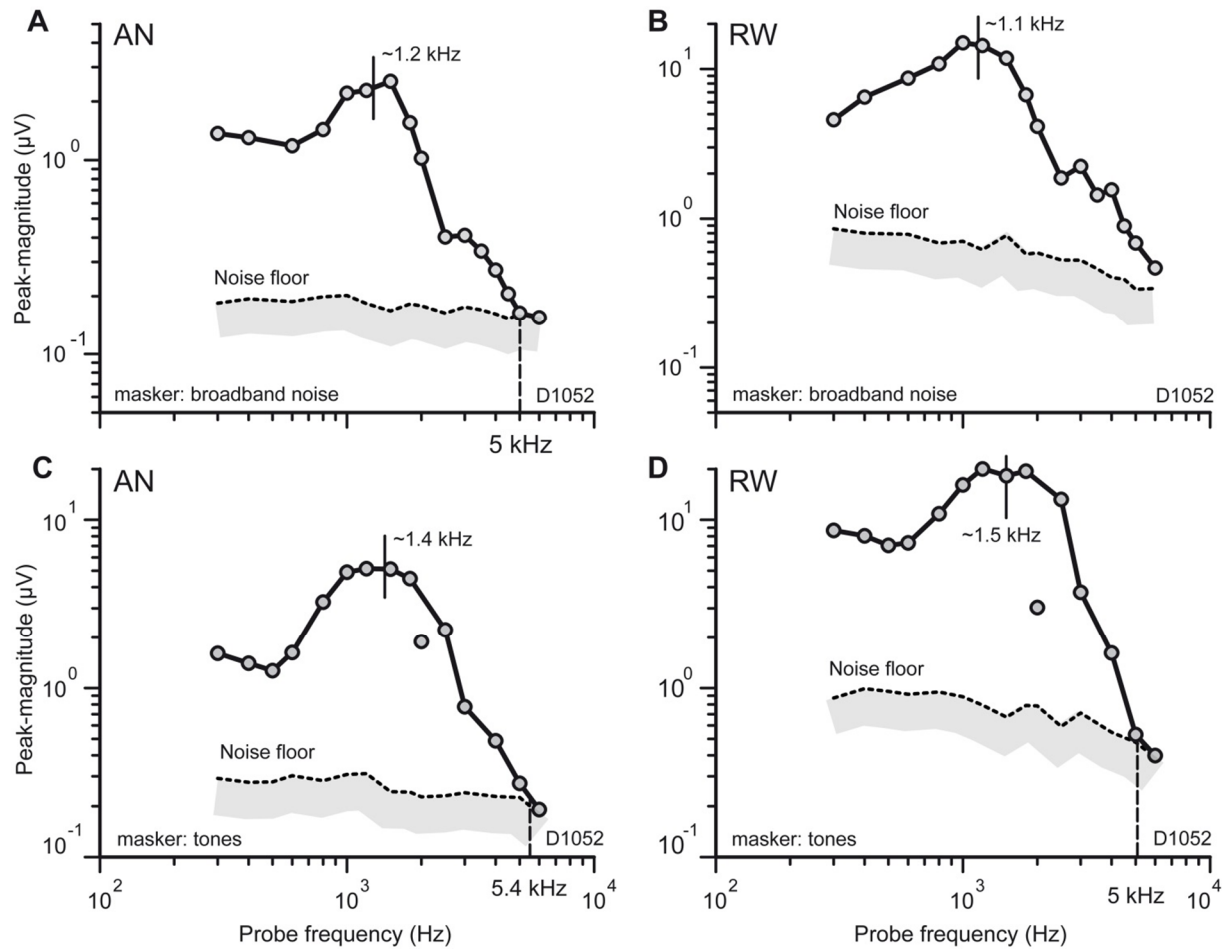 A AN
~1.2 kHz
Peak-magnitude (µV)
10^0
10^-1
Noise floor
masker: broadband noise
D1052
5 kHz
B RW
~1.1 kHz
10^1
10^0
10^-1
Noise floor
masker: broadband noise
D1052
C AN
~1.4 kHz
Peak-magnitude (µV)
10^1
10^0
10^-1
Noise floor
masker: tones
D1052
10^2
10^3
5.4 kHz
10^4
Probe frequency (Hz)
D RW
~1.5 kHz
10^1
10^0
10^-1
Noise floor
masker: tones
D1052
10^2
10^3
5 kHz
10^4
Probe frequency (Hz)